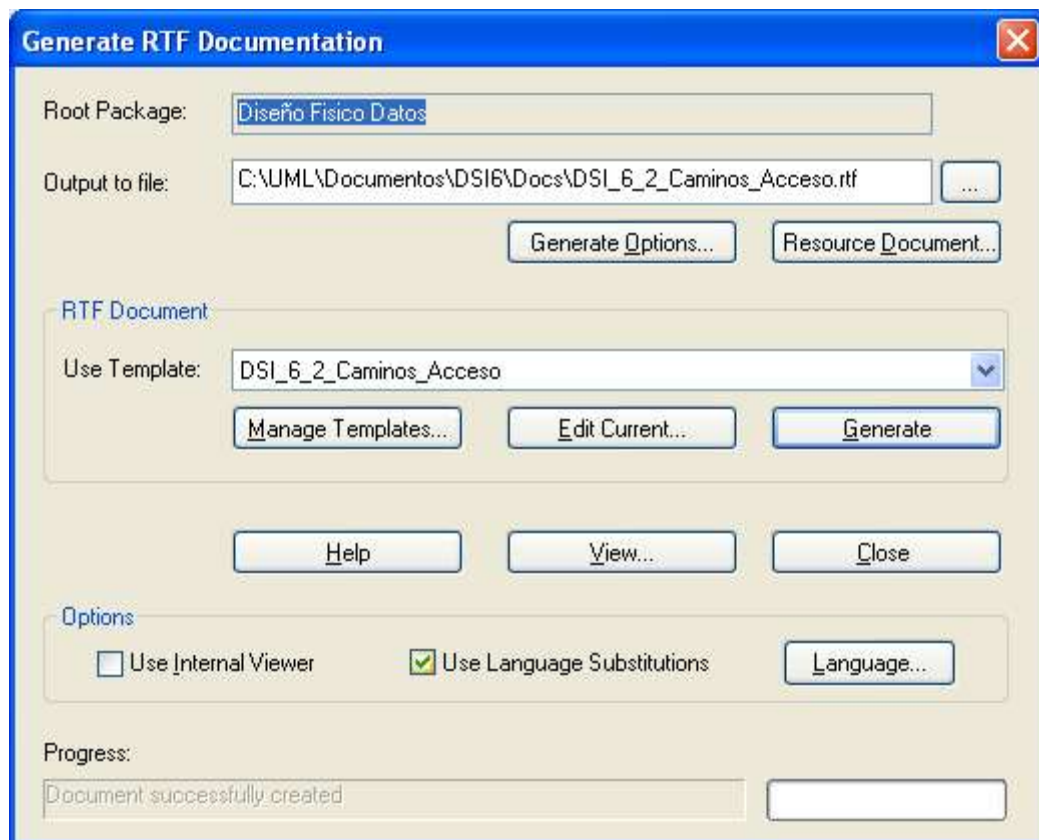 Generate RTF Documentation
Root Package: Diseño Fisico Datos
Output to file: C:\UML\Documentos\DSI6\Docs\DSI_6_2_Caminos_Acceso.rtf ...
Generate Options... Resource Document...
RTF Document
Use Template: DSI_6_2_Caminos_Acceso
Manage Templates... Edit Current... Generate
Help View... Close
Options
Use Internal Viewer Use Language Substitutions Language...
Progress:
Document successfully created